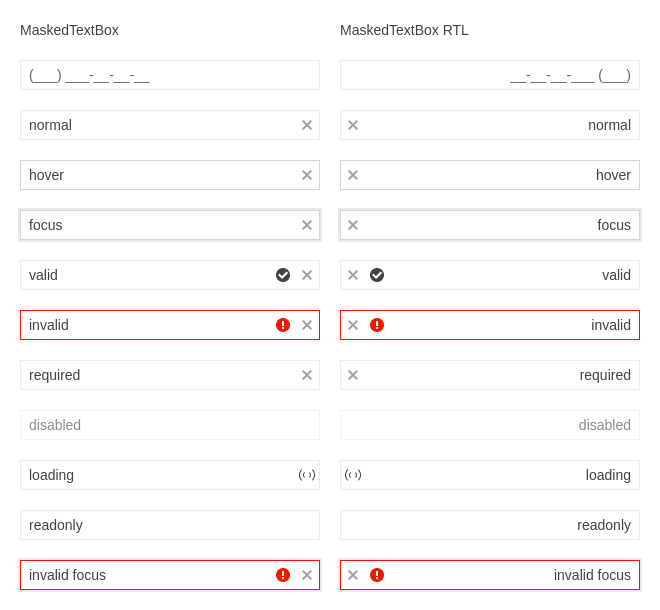 MaskedTextBox MaskedTextBox RTL
(___) ___-__-__-__ __-__-__-___ (___)
normal normal
hover hover
focus focus
valid valid
invalid invalid
required required
disabled disabled
loading loading
readonly readonly
invalid focus invalid focus